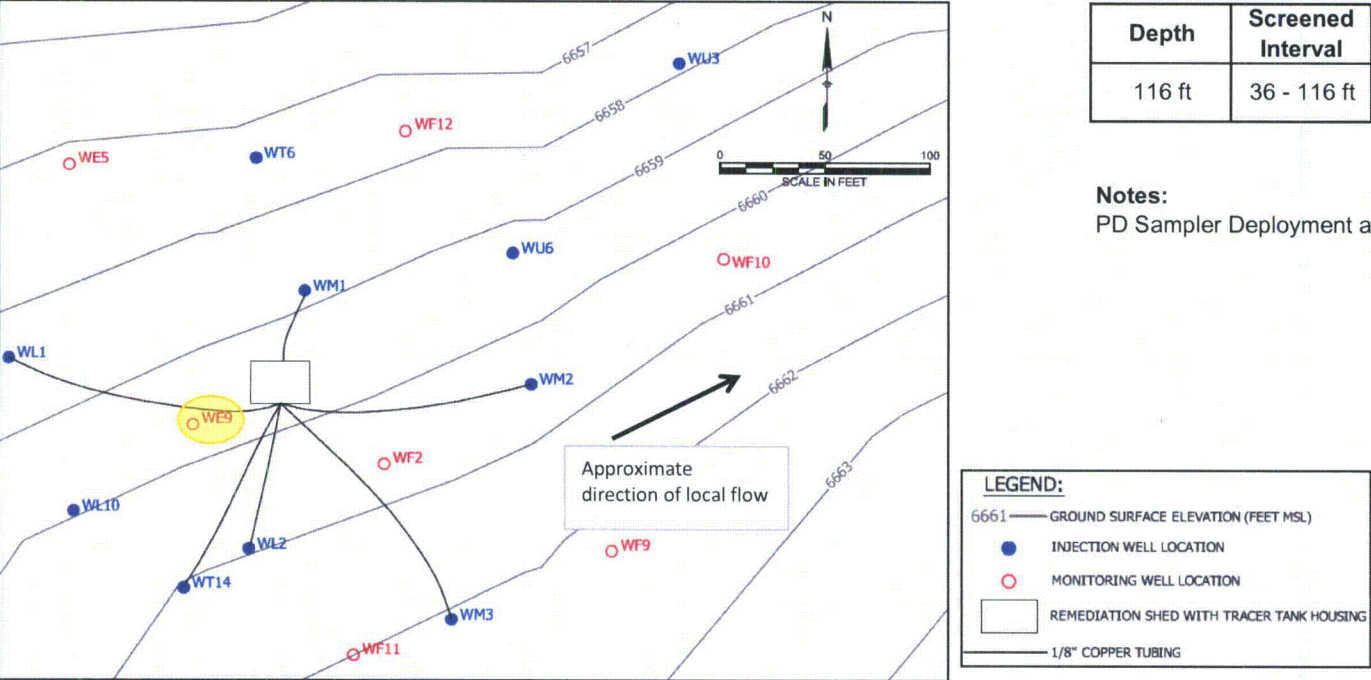 Depth
Screened
Interval
116 ft
36 - 116 ft
Notes:
PD Sampler Deployment a
N
0 50 100
SCALE IN FEET
6657
6658
6659
6660
6661
6662
6663
WU3
WF12
WE5
WT6
WU6
WF10
WM1
WL1
WM2
WE9
WF2
WL10
WL2
WF9
WT14
WM3
WF11
Approximate
direction of local flow
LEGEND:
6661 GROUND SURFACE ELEVATION (FEET MSL)
INJECTION WELL LOCATION
MONITORING WELL LOCATION
REMEDIATION SHED WITH TRACER TANK HOUSING
1/8" COPPER TUBING